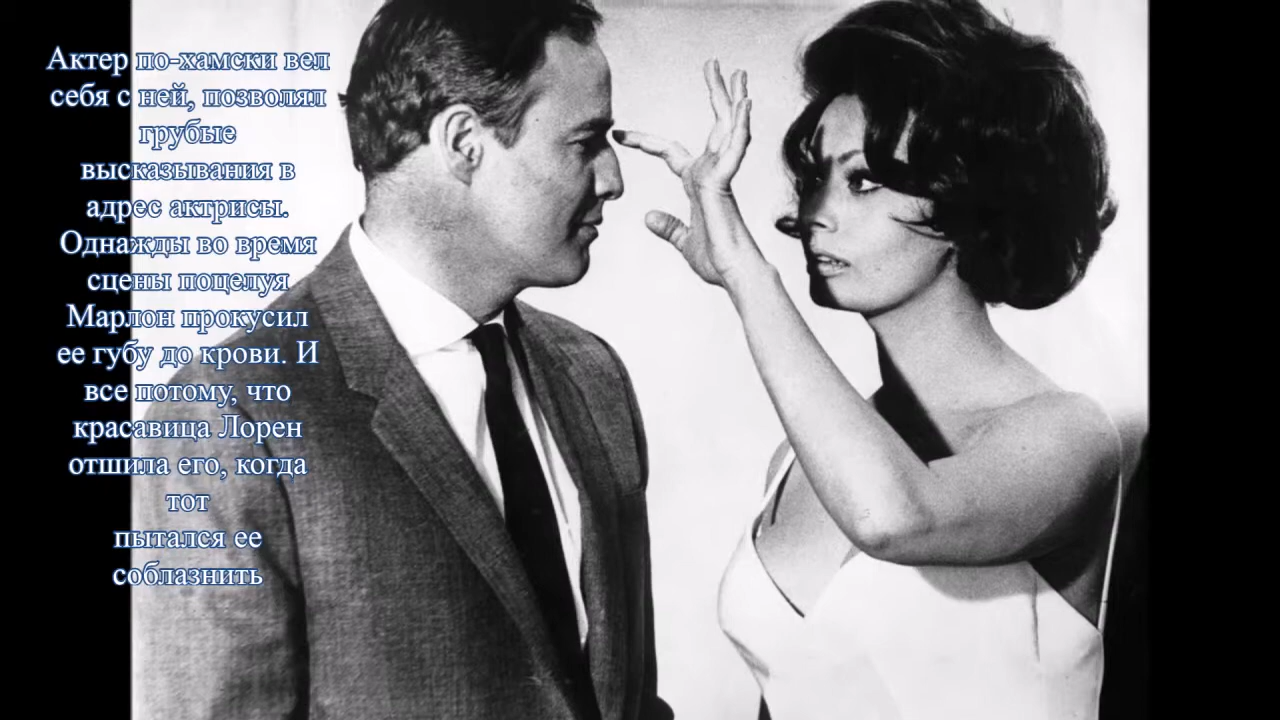 Актер по-хамски вел
себя с ней, позволял
грубые
высказывания в
адрес актрисы.
Однажды во время
сцены поцелуя
Марлон прокусил
ее губу до крови. И
все потому, что
красавица Лорен
отшила его, когда
тот
пытался ее
соблазнить